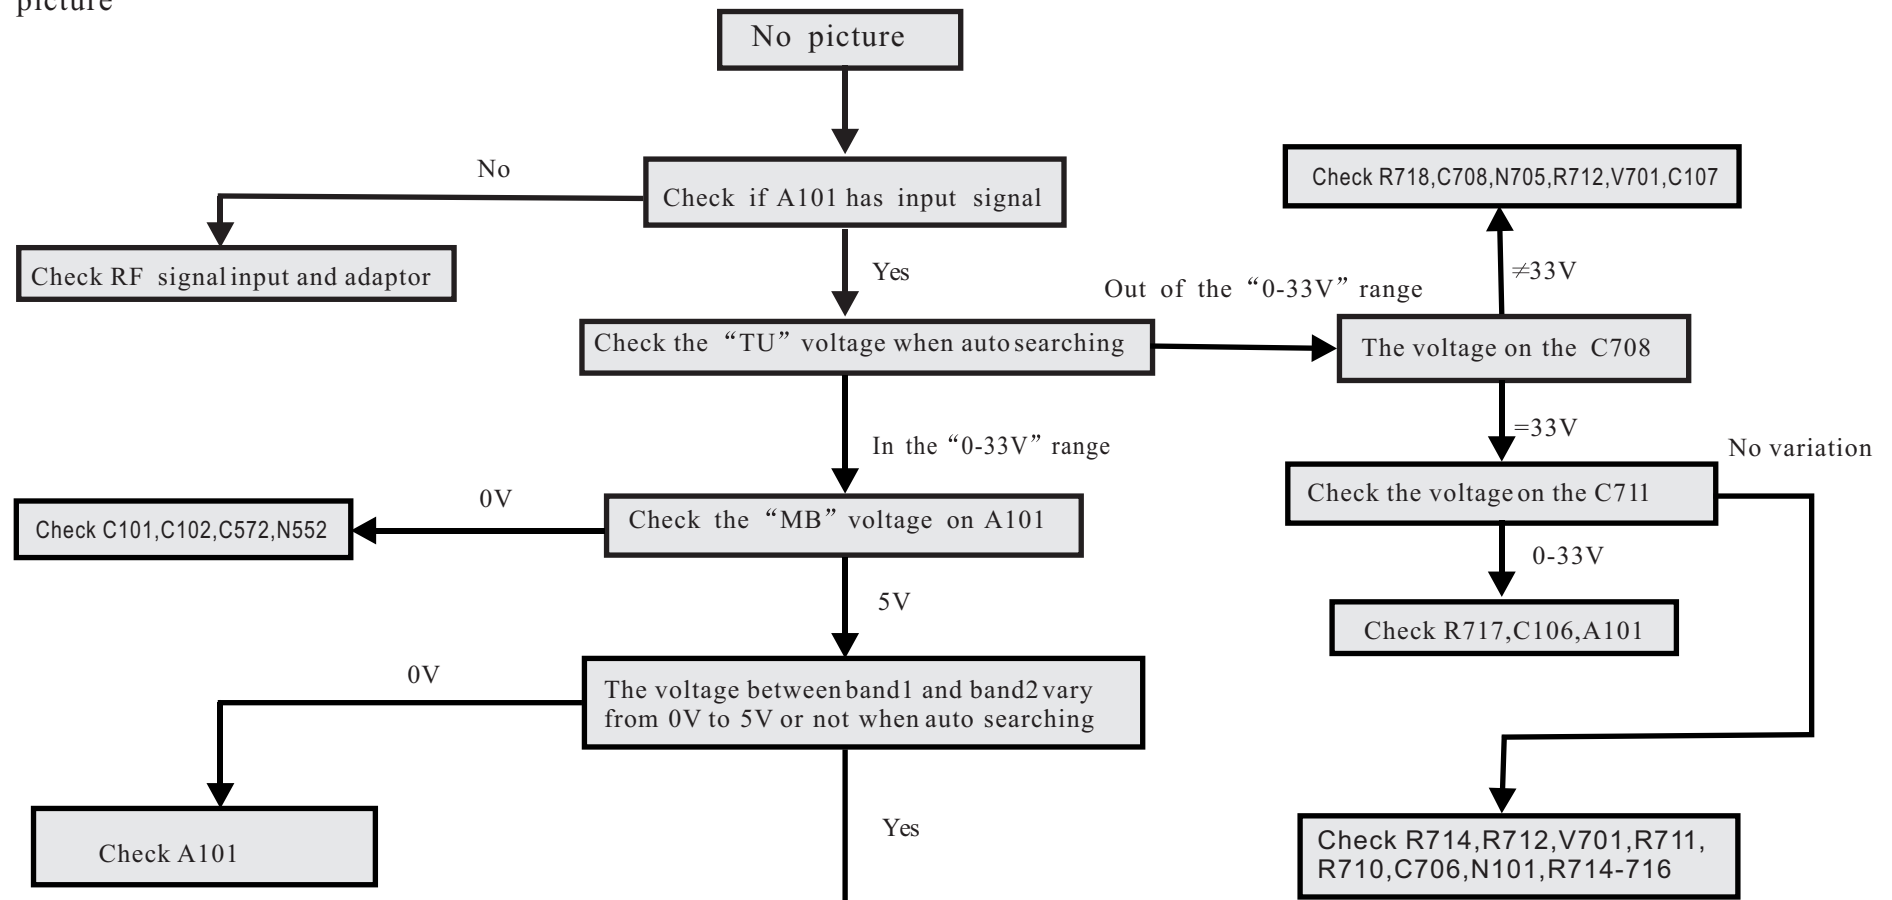 picture
No picture
No
Check if A101 has input signal
Check R718,C708,N705,R712,V701,C107
Check RF signal input and adaptor
Yes
Out of the “0-33V” range
≠33V
Check the “TU” voltage when auto searching
The voltage on the C708
In the “0-33V” range
=33V
No variation
0V
Check C101,C102,C572,N552
Check the “MB” voltage on A101
Check the voltage on the C711
0-33V
5V
Check R717,C106,A101
0V
The voltage between band1 and band2 vary
from 0V to 5V or not when auto searching
Yes
Check A101
Check R714,R712,V701,R711,
R710,C706,N101,R714-716